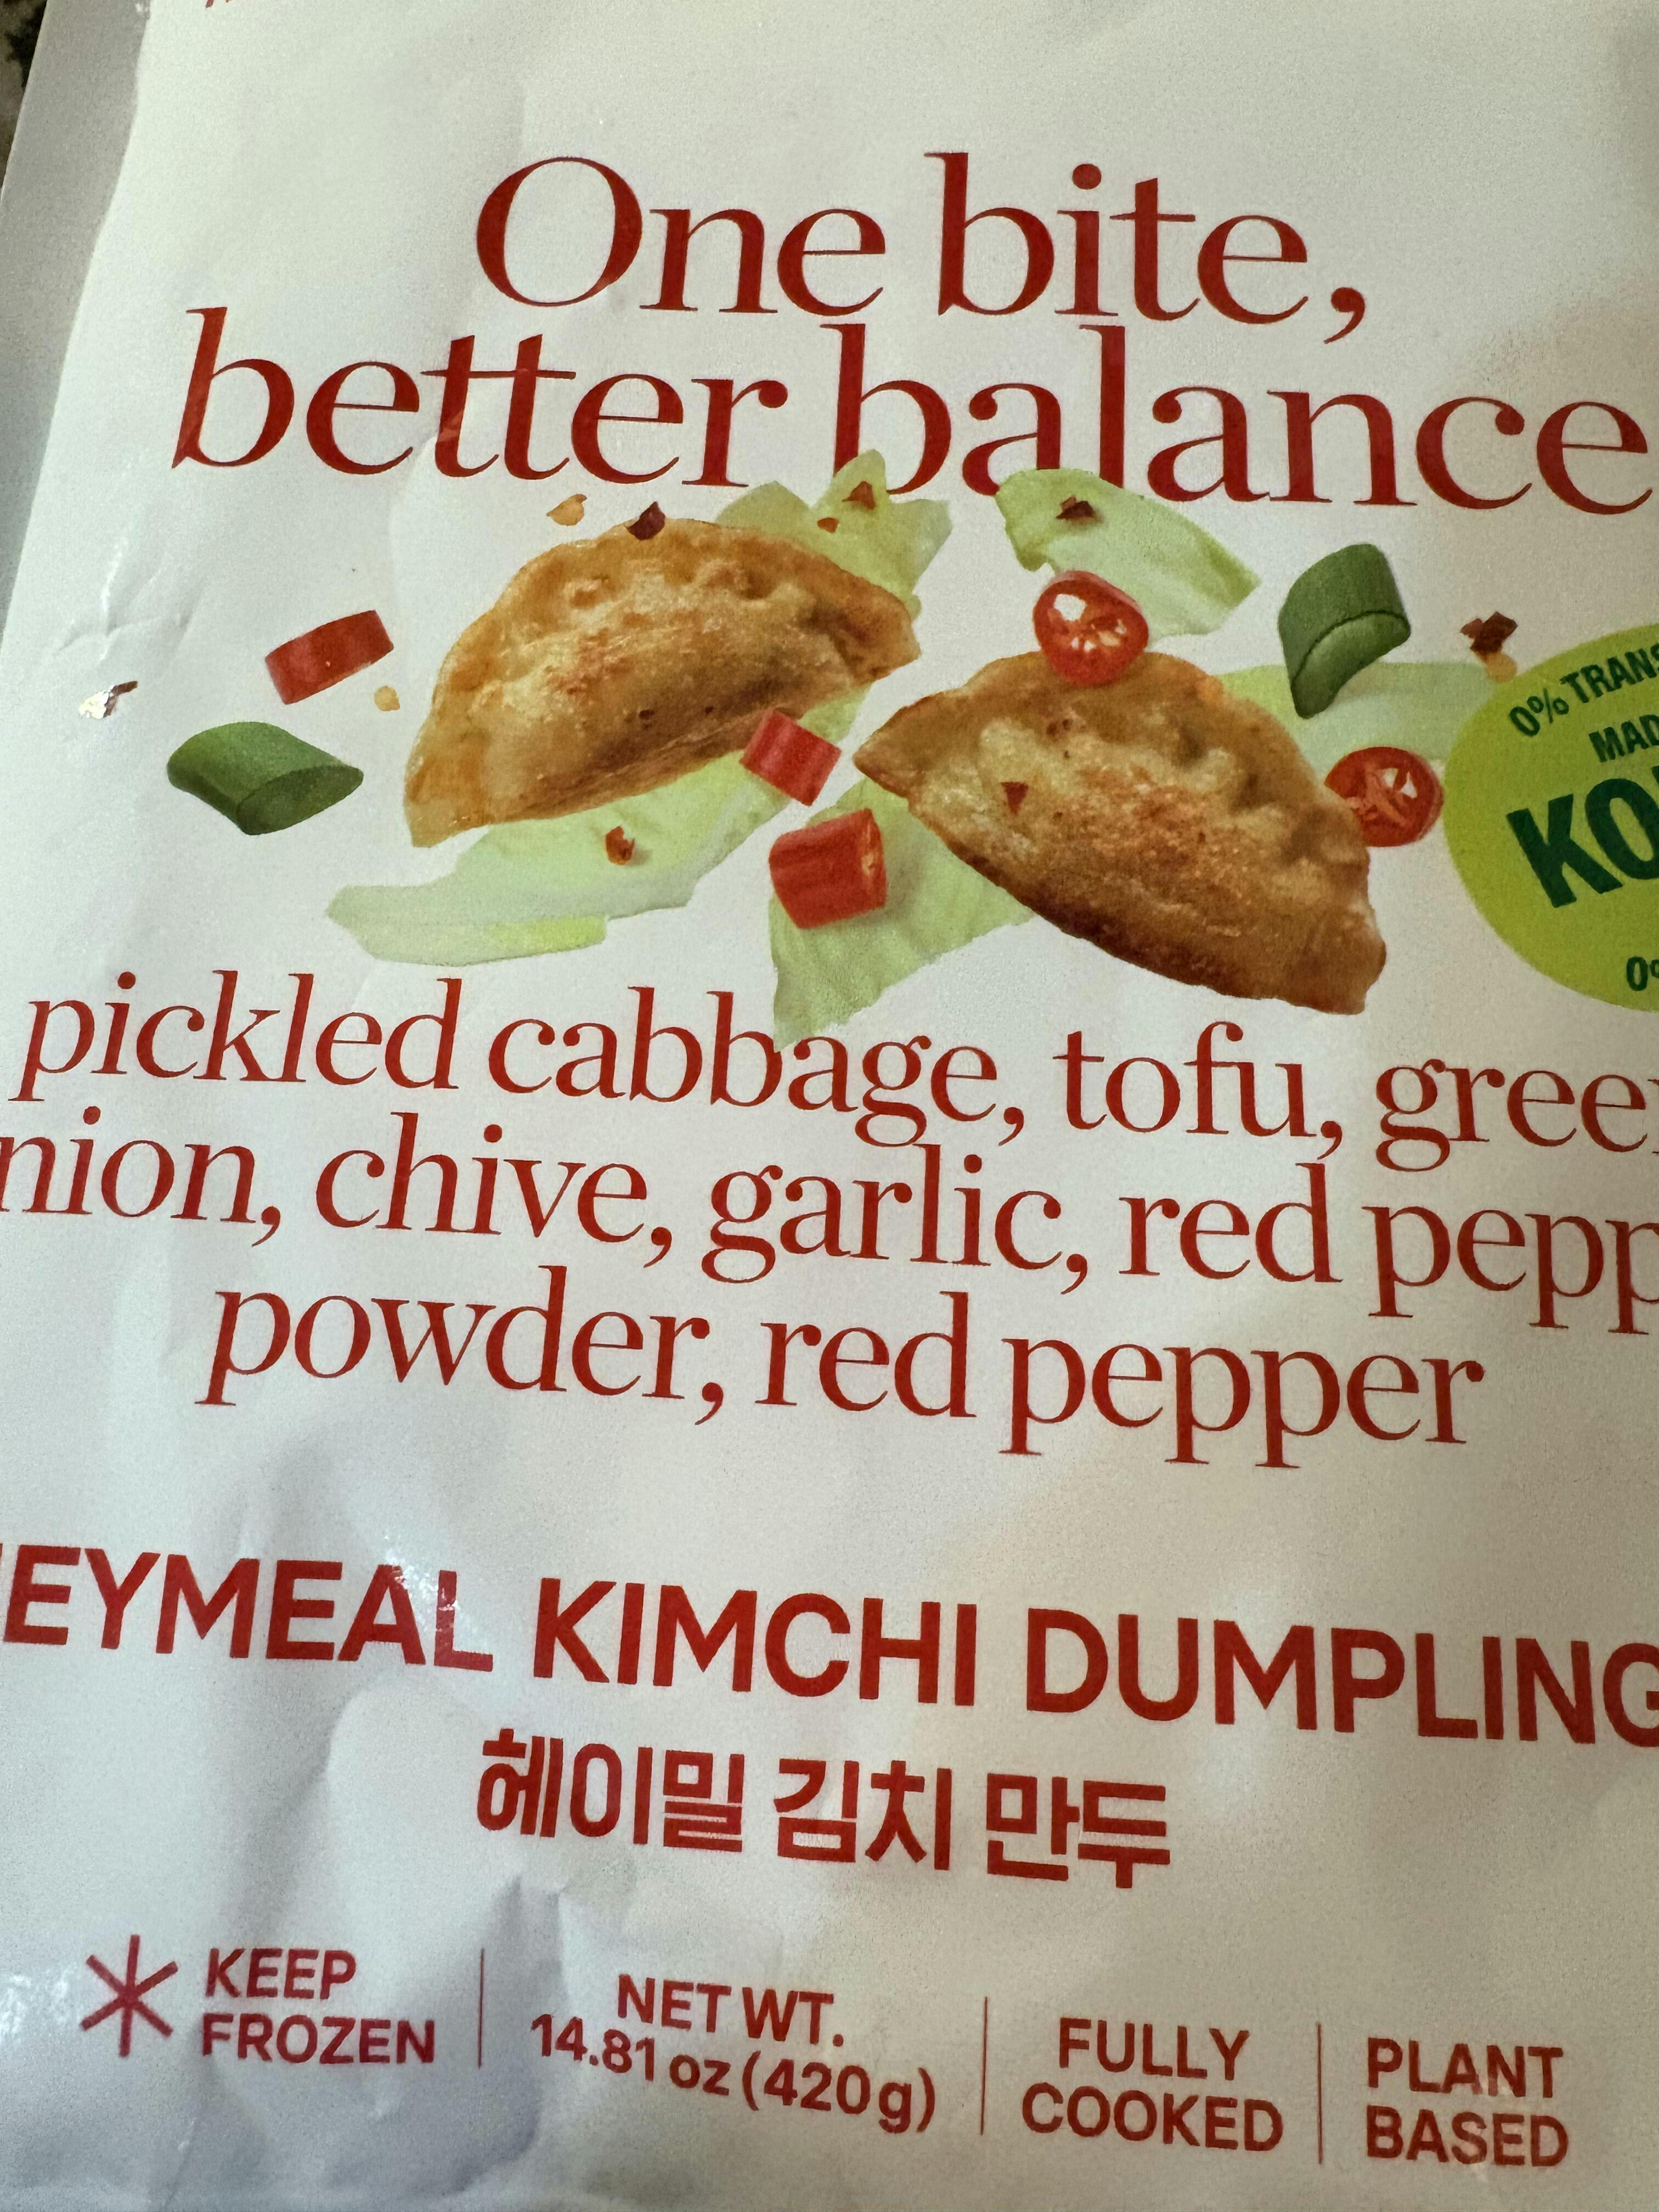 One bite,
better balance
0% TRANS
MAD
KO
0%
pickled cabbage, tofu, green
nion, chive, garlic, red pepp
powder, red pepper
EYMEAL KIMCHI DUMPLING
헤이밀 김치 만두
KEEP
FROZEN
NET WT.
14.81 oz (420g)
FULLY
COOKED
PLANT
BASED